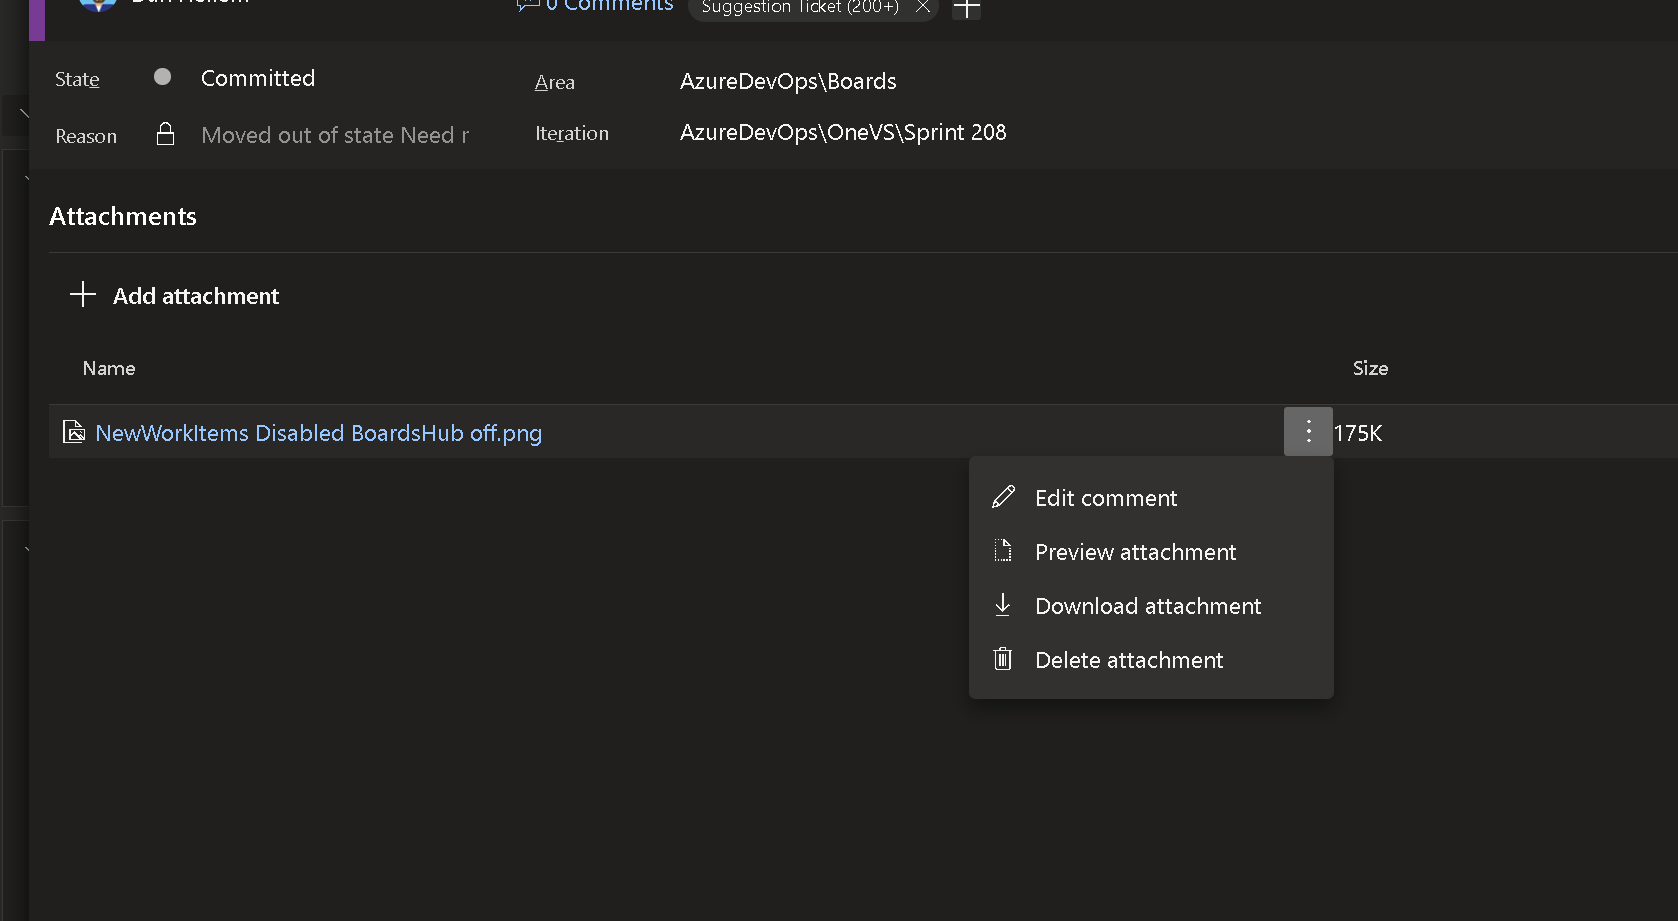 0 Comments
Suggestion Ticket (200+)
State
Committed
Area
AzureDevOps\Boards
Reason
Moved out of state Need r
Iteration
AzureDevOps\OneVS\Sprint 208
Attachments
Add attachment
Name
Size
NewWorkItems Disabled BoardsHub off.png
175K
Edit comment
Preview attachment
Download attachment
Delete attachment